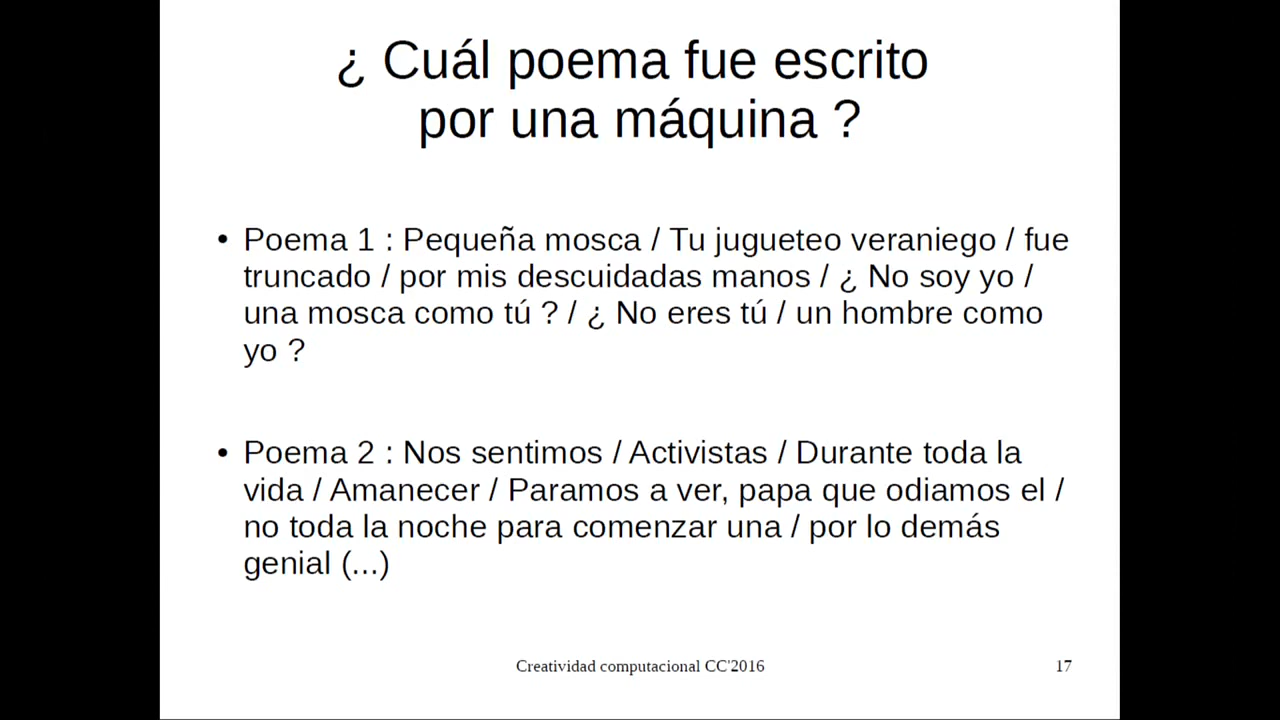 ¿ Cuál poema fue escrito
por una máquina ?
• Poema 1 : Pequeña mosca / Tu jugueteo veraniego / fue
truncado / por mis descuidadas manos / ¿ No soy yo /
una mosca como tú ? / ¿ No eres tú / un hombre como
yo ?
• Poema 2 : Nos sentimos / Activistas / Durante toda la
vida / Amanecer / Paramos a ver, papa que odiamos el /
no toda la noche para comenzar una / por lo demás
genial (...)
Creatividad computacional CC'2016
17